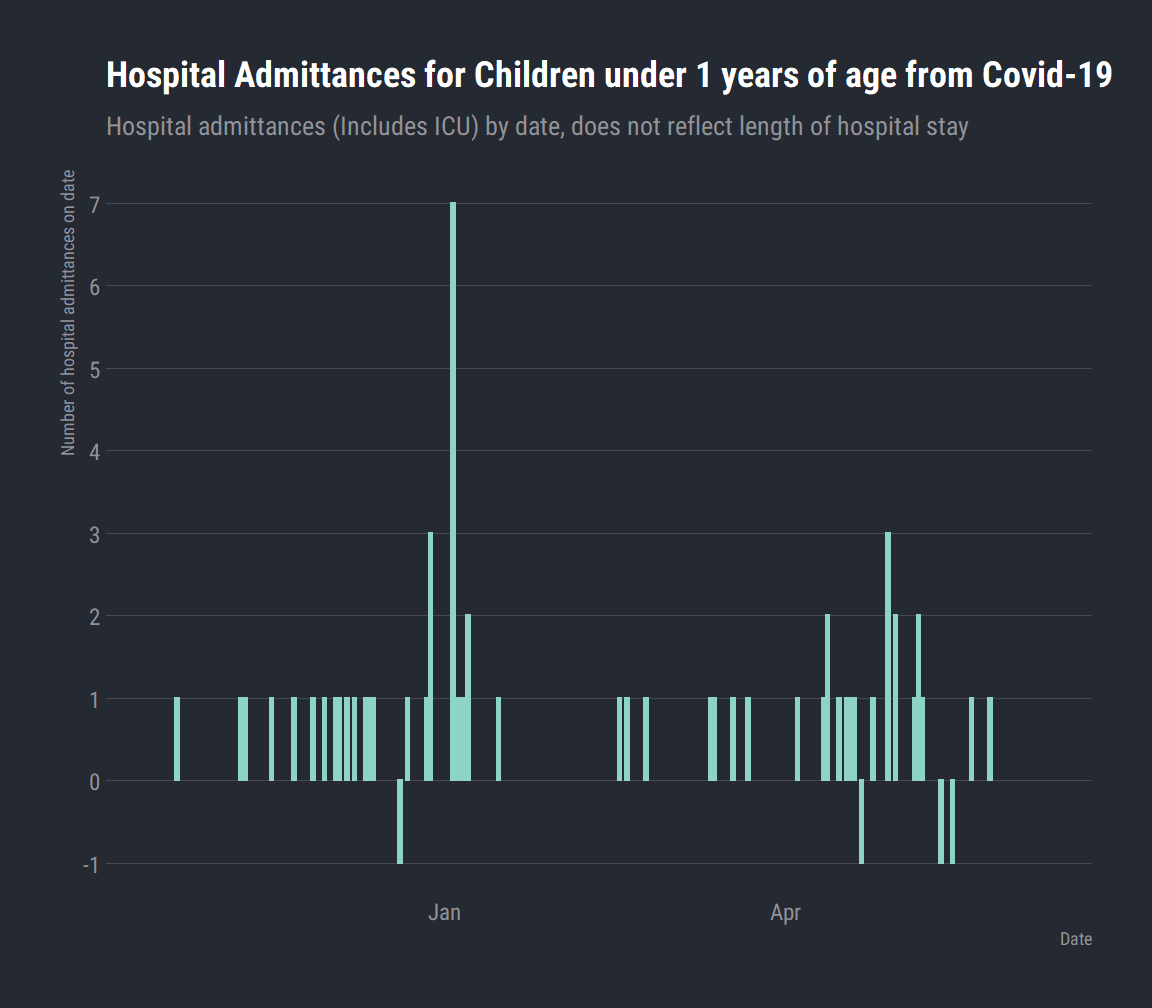 Hospital Admittances for Children under 1 years of age from Covid-19
Hospital admittances (Includes ICU) by date, does not reflect length of hospital stay
Number of hospital admittances on date
7
6
5
4
3
2
1
0
-1
Jan
Apr
Date